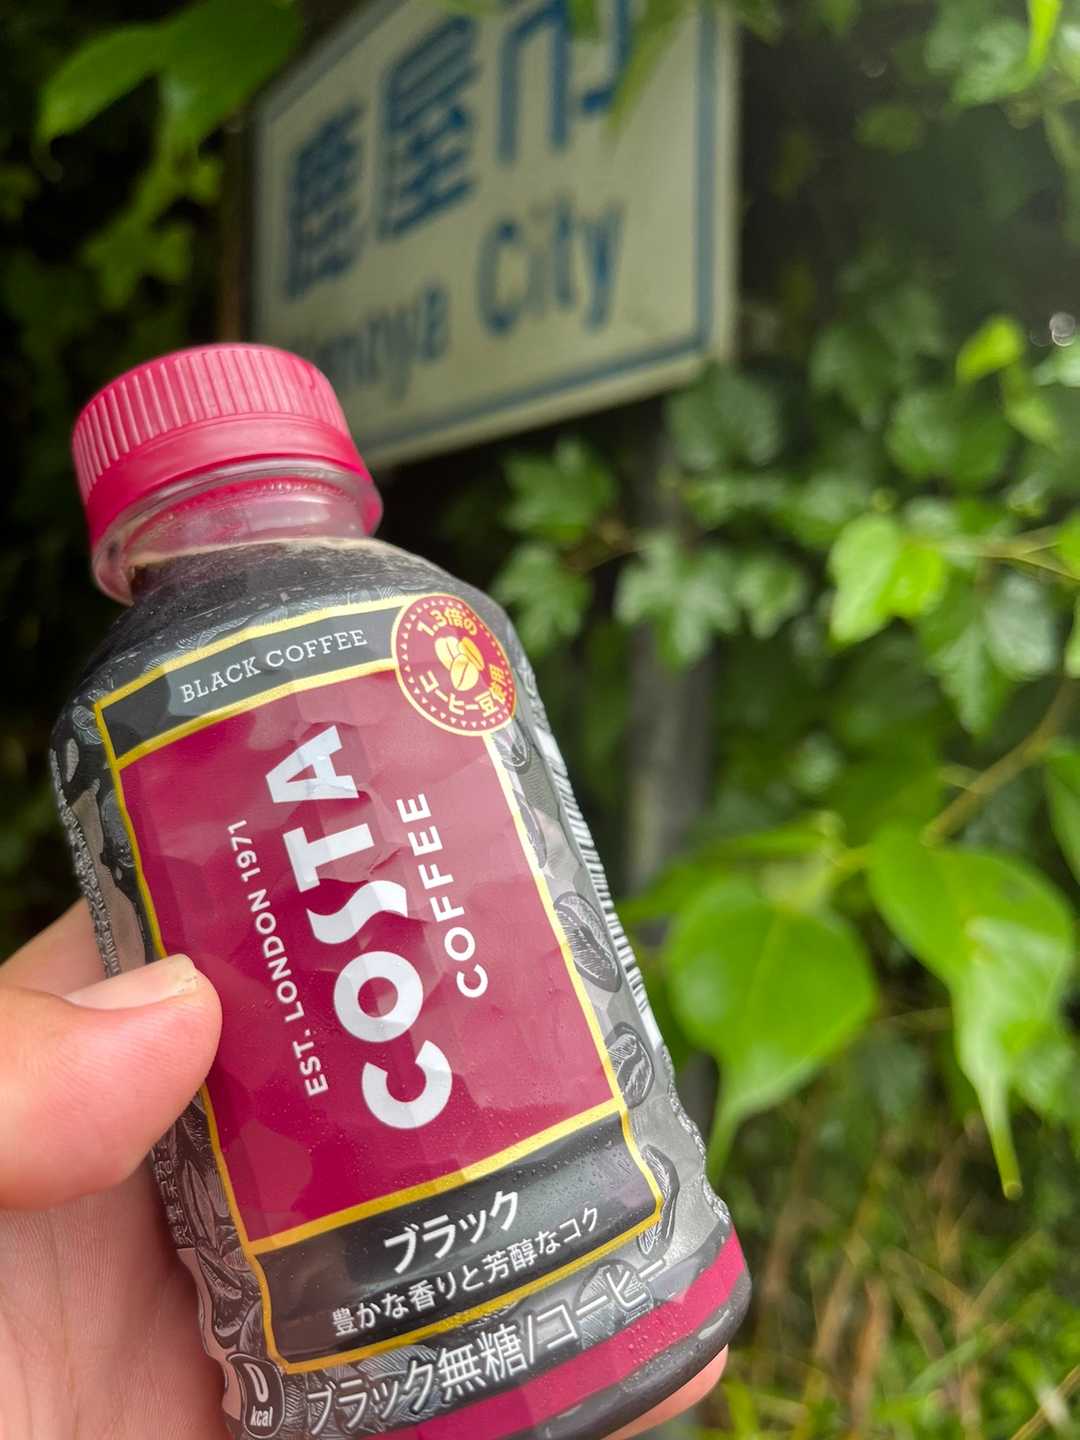 鹿屋市
City
BLACK COFFEE
1.3倍の
コーヒー豆使用
EST. LONDON 1971
COSTA
COFFEE
ブラック
豊かな香りと芳醇なコク
ブラック無糖/コーヒー
0
kcal